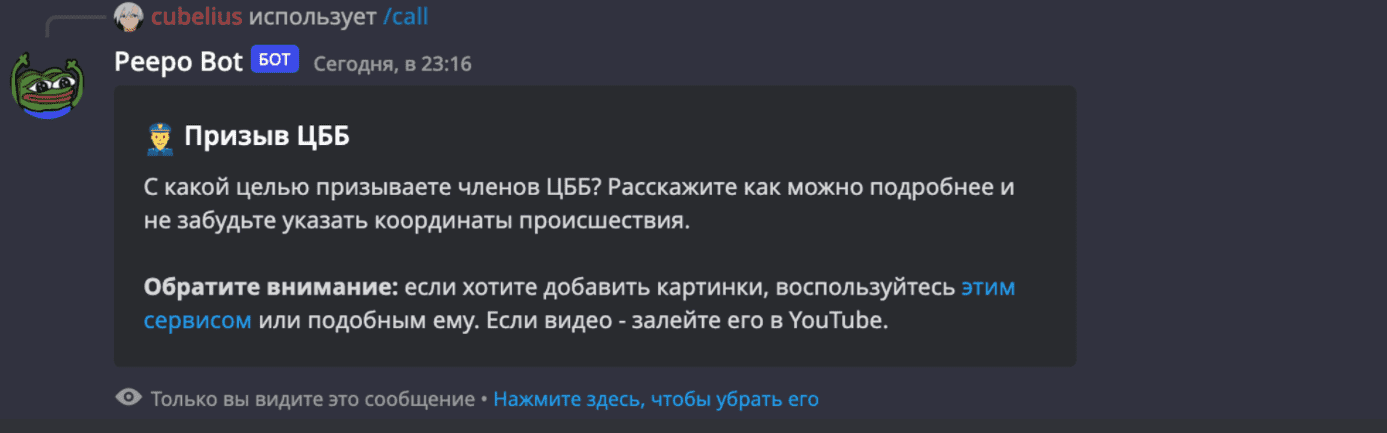 cubelius использует /call
Peepo Bot БОТ Сегодня, в 23:16
Призыв ЦББ
С какой целью призываете членов ЦББ? Расскажите как можно подробнее и
не забудьте указать координаты происшествия.
Обратите внимание: если хотите добавить картинки, воспользуйтесь этим
сервисом или подобным ему. Если видео - залейте его в YouTube.
Только вы видите это сообщение • Нажмите здесь, чтобы убрать его